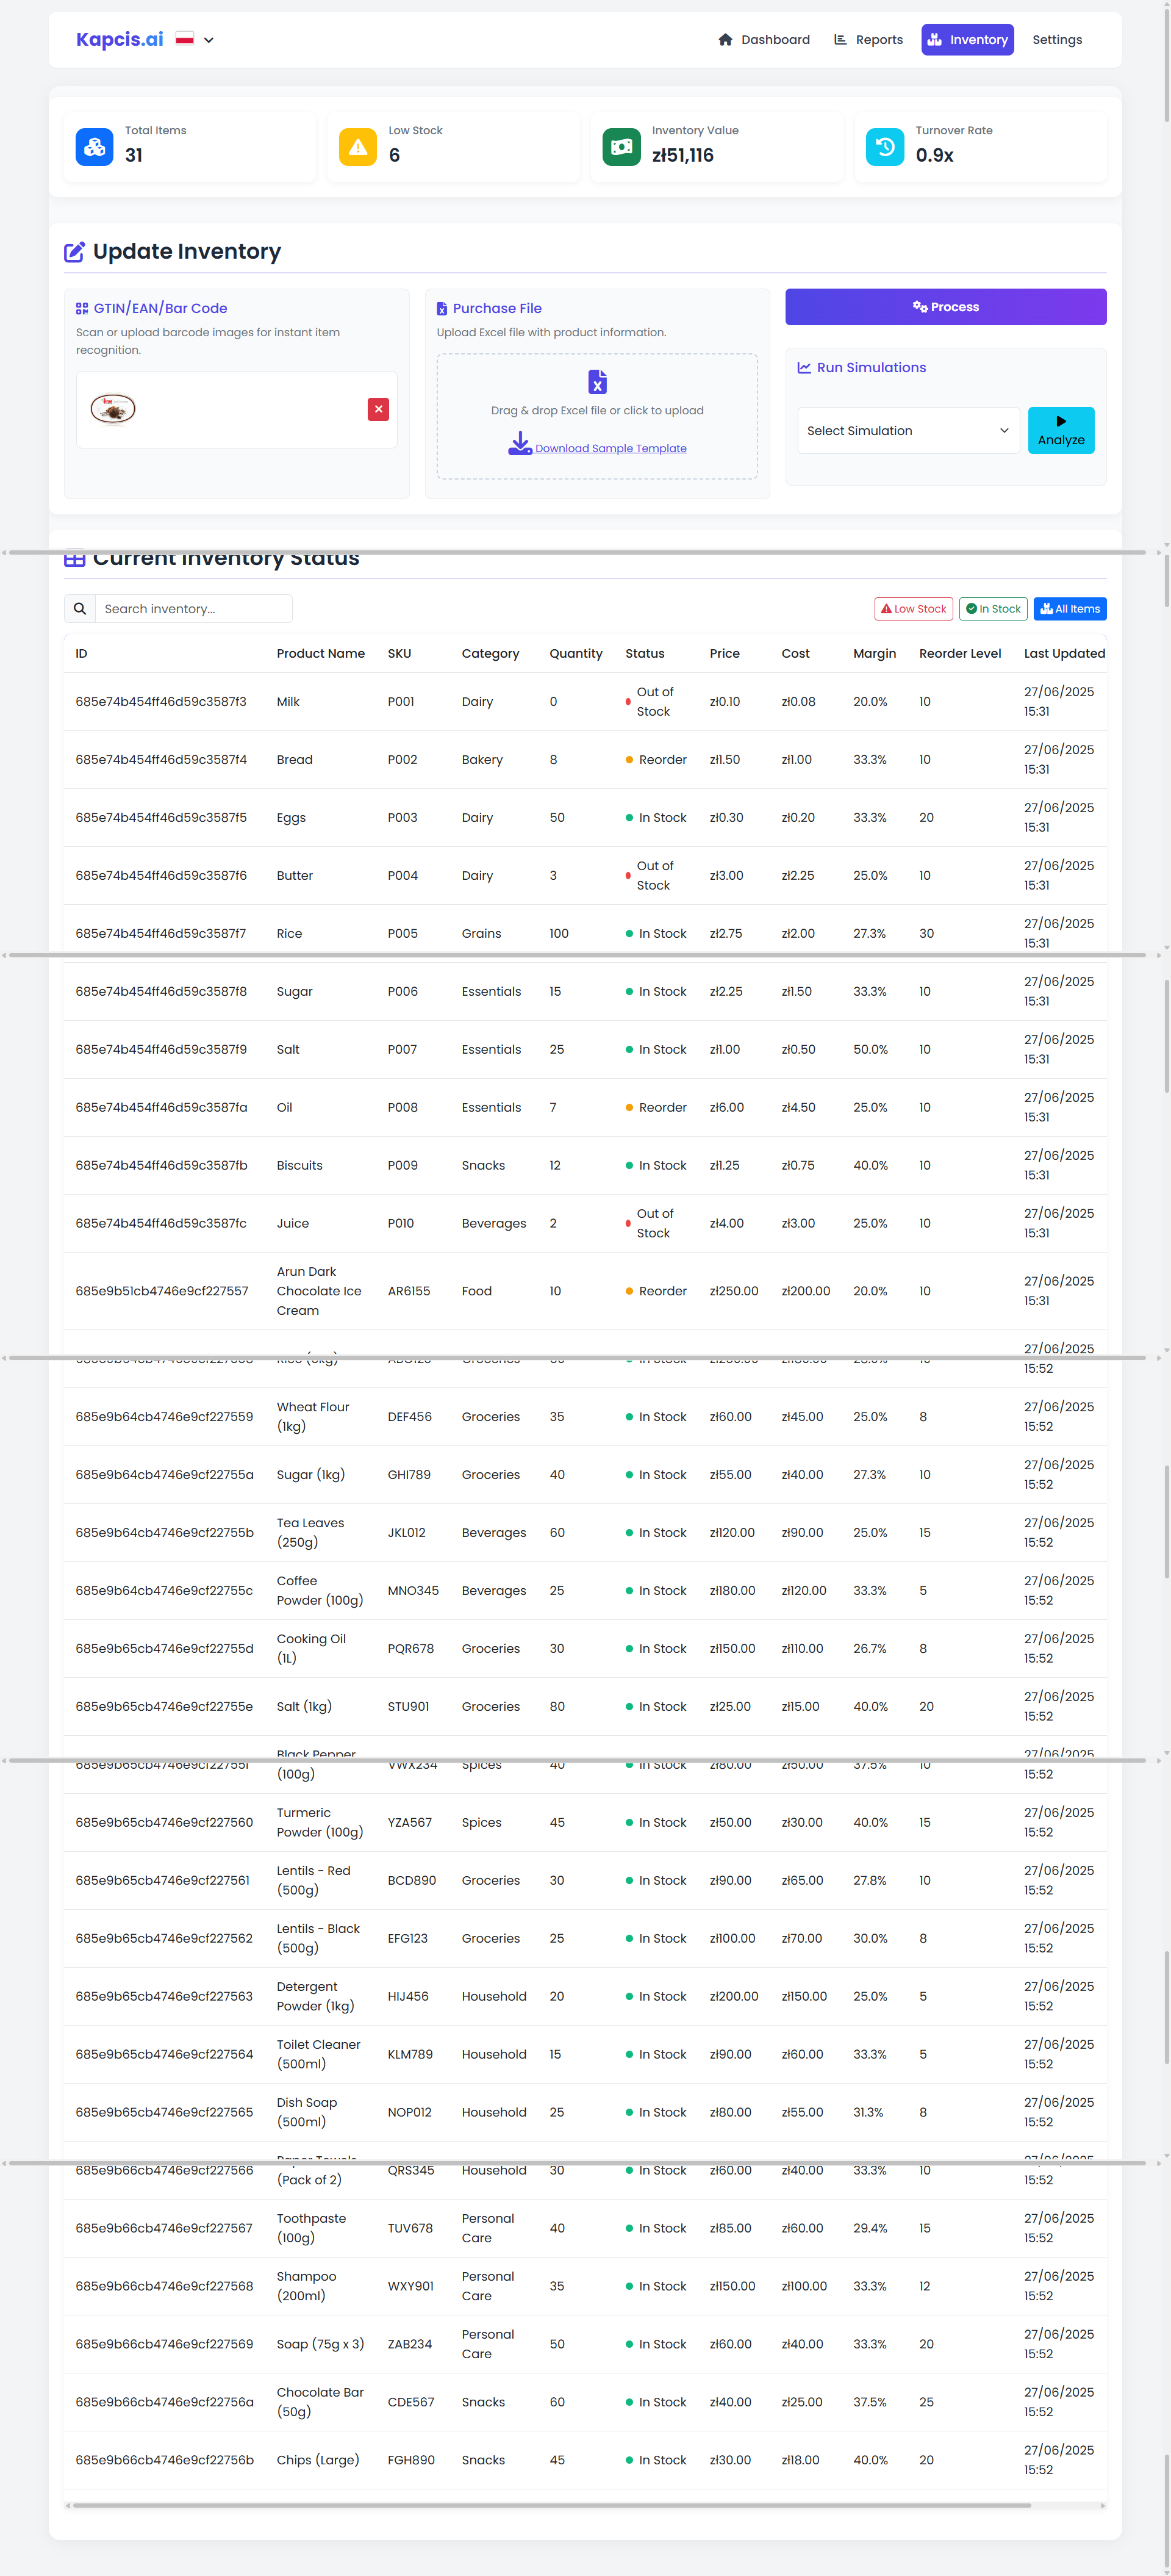 Kapcis.ai
Dashboard
Reports
Inventory
Settings
Total Items
31
Low Stock
6
Inventory Value
zł51,116
Turnover Rate
0.9x
Update Inventory
GTIN/EAN/Bar Code
Scan or upload barcode images for instant item
recognition.
Purchase File
Upload Excel file with product information.
Drag & drop Excel file or click to upload
Download Sample Template
Process
Run Simulations
Select Simulation
Analyze
Current Inventory Status
Search inventory...
Low Stock
In Stock
All Items
ID Product Name SKU Category Quantity Status Price Cost Margin Reorder Level Last Updated
685e74b454ff46d59c3587f3 Milk P001 Dairy 0 Out of Stock zł0.10 zł0.08 20.0% 10 27/06/2025 15:31
685e74b454ff46d59c3587f4 Bread P002 Bakery 8 Reorder zł1.50 zł1.00 33.3% 10 27/06/2025 15:31
685e74b454ff46d59c3587f5 Eggs P003 Dairy 50 In Stock zł0.30 zł0.20 33.3% 20 27/06/2025 15:31
685e74b454ff46d59c3587f6 Butter P004 Dairy 3 Out of Stock zł3.00 zł2.25 25.0% 10 27/06/2025 15:31
685e74b454ff46d59c3587f7 Rice P005 Grains 100 In Stock zł2.75 zł2.00 27.3% 30 27/06/2025 15:31
685e74b454ff46d59c3587f8 Sugar P006 Essentials 15 In Stock zł2.25 zł1.50 33.3% 10 27/06/2025 15:31
685e74b454ff46d59c3587f9 Salt P007 Essentials 25 In Stock zł1.00 zł0.50 50.0% 10 27/06/2025 15:31
685e74b454ff46d59c3587fa Oil P008 Essentials 7 Reorder zł6.00 zł4.50 25.0% 10 27/06/2025 15:31
685e74b454ff46d59c3587fb Biscuits P009 Snacks 12 In Stock zł1.25 zł0.75 40.0% 10 27/06/2025 15:31
685e74b454ff46d59c3587fc Juice P010 Beverages 2 Out of Stock zł4.00 zł3.00 25.0% 10 27/06/2025 15:31
685e9b51cb4746e9cf227557 Arun Dark Chocolate Ice Cream AR6155 Food 10 Reorder zł250.00 zł200.00 20.0% 10 27/06/2025 15:31
Groceries In Stock 27/06/2025 15:52
685e9b64cb4746e9cf227559 Wheat Flour (1kg) DEF456 Groceries 35 In Stock zł60.00 zł45.00 25.0% 8 27/06/2025 15:52
685e9b64cb4746e9cf22755a Sugar (1kg) GHI789 Groceries 40 In Stock zł55.00 zł40.00 27.3% 10 27/06/2025 15:52
685e9b64cb4746e9cf22755b Tea Leaves (250g) JKL012 Beverages 60 In Stock zł120.00 zł90.00 25.0% 15 27/06/2025 15:52
685e9b64cb4746e9cf22755c Coffee Powder (100g) MNO345 Beverages 25 In Stock zł180.00 zł120.00 33.3% 5 27/06/2025 15:52
685e9b65cb4746e9cf22755d Cooking Oil (1L) PQR678 Groceries 30 In Stock zł150.00 zł110.00 26.7% 8 27/06/2025 15:52
685e9b65cb4746e9cf22755e Salt (1kg) STU901 Groceries 80 In Stock zł25.00 zł15.00 40.0% 20 27/06/2025 15:52
685e9b65cb4746e9cf22755f Black Pepper (100g) VWX234 Spices 40 In Stock zł80.00 zł50.00 37.5% 10 27/06/2025 15:52
685e9b65cb4746e9cf227560 Turmeric Powder (100g) YZA567 Spices 45 In Stock zł50.00 zł30.00 40.0% 15 27/06/2025 15:52
685e9b65cb4746e9cf227561 Lentils - Red (500g) BCD890 Groceries 30 In Stock zł90.00 zł65.00 27.8% 10 27/06/2025 15:52
685e9b65cb4746e9cf227562 Lentils - Black (500g) EFG123 Groceries 25 In Stock zł100.00 zł70.00 30.0% 8 27/06/2025 15:52
685e9b65cb4746e9cf227563 Detergent Powder (1kg) HIJ456 Household 20 In Stock zł200.00 zł150.00 25.0% 5 27/06/2025 15:52
685e9b65cb4746e9cf227564 Toilet Cleaner (500ml) KLM789 Household 15 In Stock zł90.00 zł60.00 33.3% 5 27/06/2025 15:52
685e9b65cb4746e9cf227565 Dish Soap (500ml) NOP012 Household 25 In Stock zł80.00 zł55.00 31.3% 8 27/06/2025 15:52
685e9b66cb4746e9cf227566 Paper Towels (Pack of 2) QRS345 Household 30 In Stock zł60.00 zł40.00 33.3% 10 27/06/2025 15:52
685e9b66cb4746e9cf227567 Toothpaste (100g) TUV678 Personal Care 40 In Stock zł85.00 zł60.00 29.4% 15 27/06/2025 15:52
685e9b66cb4746e9cf227568 Shampoo (200ml) WXY901 Personal Care 35 In Stock zł150.00 zł100.00 33.3% 12 27/06/2025 15:52
685e9b66cb4746e9cf227569 Soap (75g x 3) ZAB234 Personal Care 50 In Stock zł60.00 zł40.00 33.3% 20 27/06/2025 15:52
685e9b66cb4746e9cf22756a Chocolate Bar (50g) CDE567 Snacks 60 In Stock zł40.00 zł25.00 37.5% 25 27/06/2025 15:52
685e9b66cb4746e9cf22756b Chips (Large) FGH890 Snacks 45 In Stock zł30.00 zł18.00 40.0% 20 27/06/2025 15:52